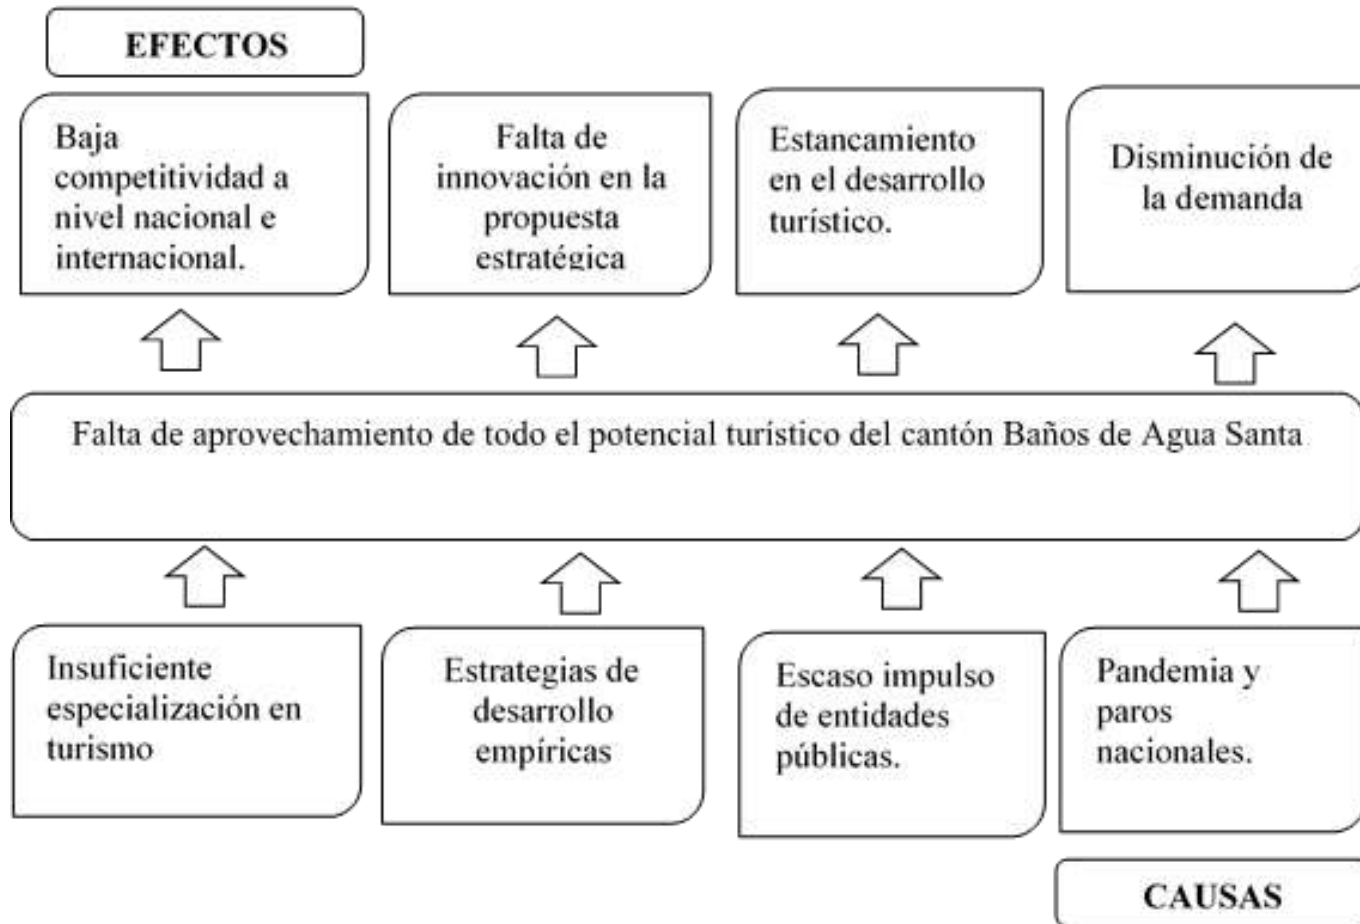 EFECTOS
Baja
competitividad a
nivel nacional e
internacional.
Falta de
innovación en la
propuesta
estratégica
Estancamiento
en el desarrollo
turístico.
Disminución de
la demanda
Falta de aprovechamiento de todo el potencial turístico del cantón Baños de Agua Santa
Insuficiente
especialización en
turismo
Estrategias de
desarrollo
empíricas
Escaso impulso
de entidades
públicas.
Pandemia y
paros
nacionales.
CAUSAS